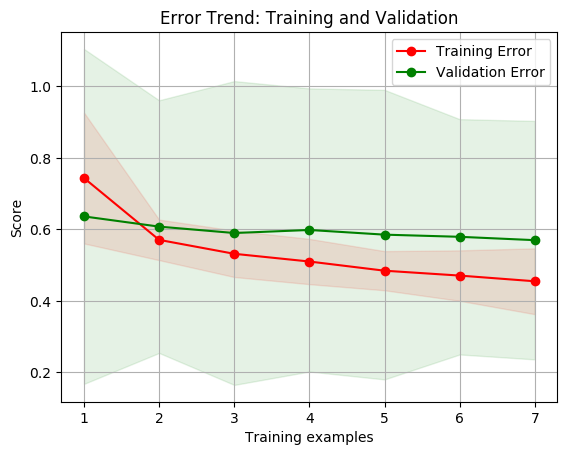 Error Trend: Training and Validation
Training Error
Validation Error
Score
1.0
0.8
0.6
0.4
0.2
1 2 3 4 5 6 7
Training examples